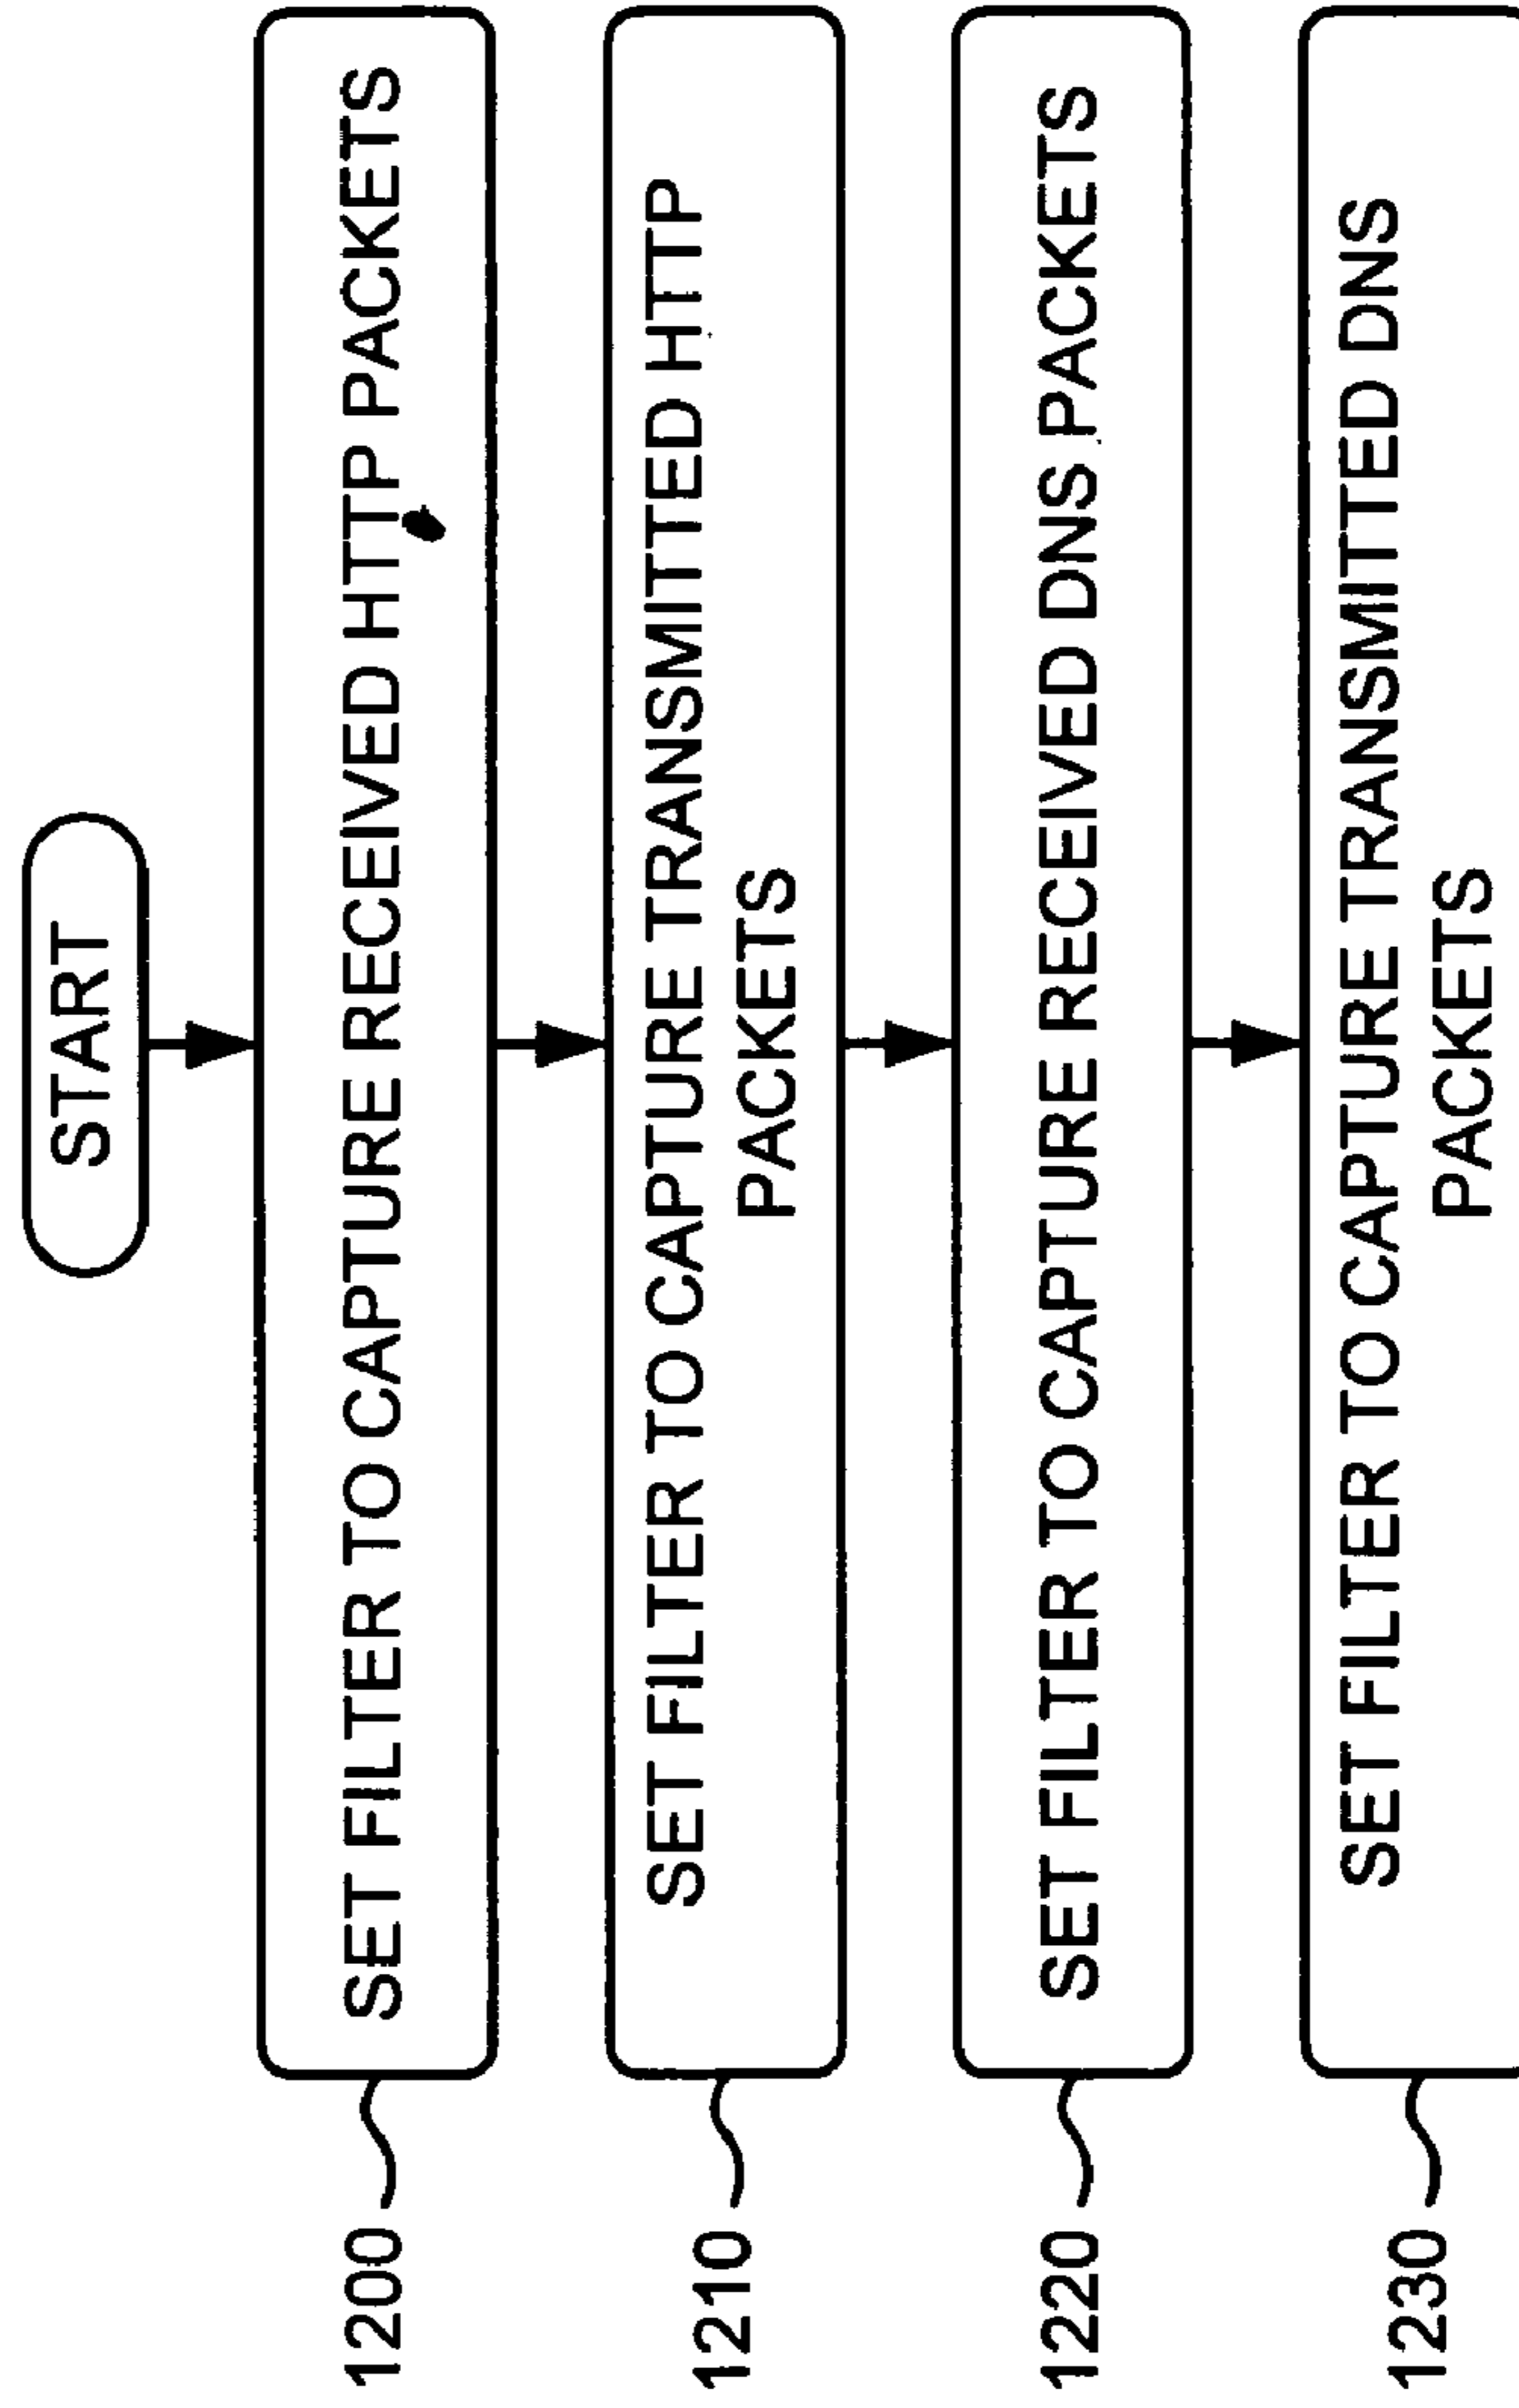 START
1200
SET FILTER TO CAPTURE RECEIVED HTTP PACKETS
1210
SET FILTER TO CAPTURE TRANSMITTED HTTP
PACKETS
1220
SET FILTER TO CAPTURE RECEIVED DNS PACKETS
1230
SET FILTER TO CAPTURE TRANSMITTED DNS
PACKETS